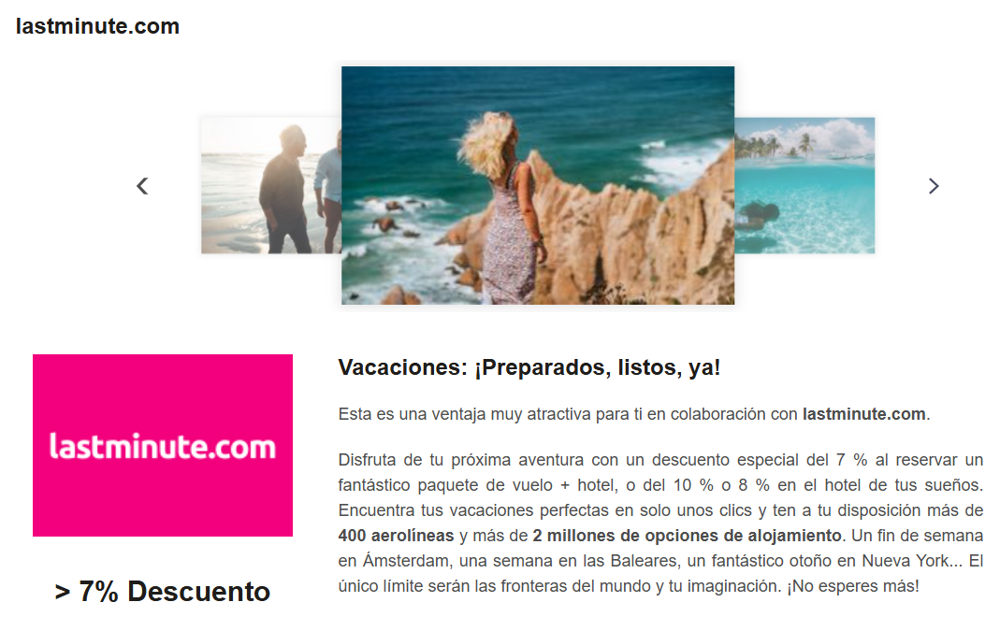 lastminute.com
lastminute.com
> 7% Descuento
Vacaciones: ¡Preparados, listos, ya!
Esta es una ventaja muy atractiva para ti en colaboración con lastminute.com.
Disfruta de tu próxima aventura con un descuento especial del 7 % al reservar un
fantástico paquete de vuelo + hotel, o del 10 % o 8 % en el hotel de tus sueños.
Encuentra tus vacaciones perfectas en solo unos clics y ten a tu disposición más de
400 aerolíneas y más de 2 millones de opciones de alojamiento. Un fin de semana
en Ámsterdam, una semana en las Baleares, un fantástico otoño en Nueva York... El
único límite serán las fronteras del mundo y tu imaginación. ¡No esperes más!